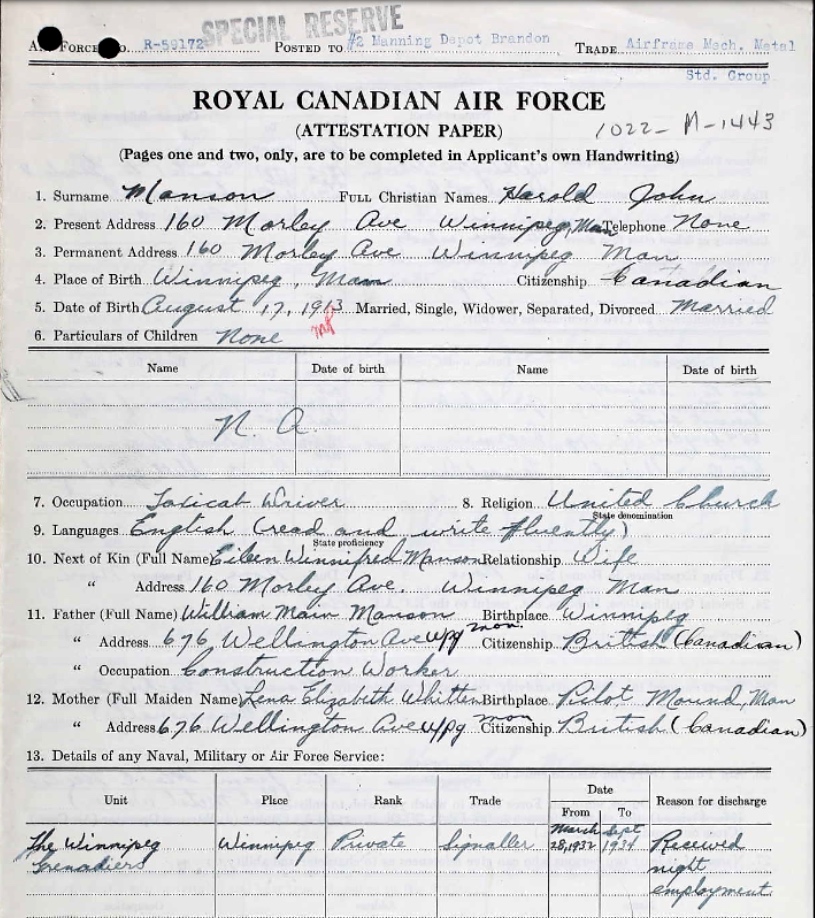 SPECIAL RESERVE
Air Force No. R-59172 Posted to #2 Manning Depot Brandon Trade Airframe Mech. Metal
Std. Group
ROYAL CANADIAN AIR FORCE
(ATTESTATION PAPER) 1022- M-1443
(Pages one and two, only, are to be completed in Applicant's own Handwriting)
1. Surname Manson Full Christian Names Harold John
2. Present Address 160 Morley Ave Winnipeg, Man Telephone None
3. Permanent Address 160 Morley Ave Winnipeg Man
4. Place of Birth Winnipeg, Man Citizenship Canadian
5. Date of Birth August 17, 1913 Married, Single, Widower, Separated, Divorced Married
6. Particulars of Children None
Name Date of birth Name Date of birth
N. A.
7. Occupation Taxicab Driver 8. Religion United Church
State denomination
9. Languages English (read and write fluently)
State proficiency
10. Next of Kin (Full Name) Eileen Winnifred Manson Relationship Wife
" Address 160 Morley Ave. Winnipeg Man
11. Father (Full Name) William Main Manson Birthplace Winnipeg
" Address 676 Wellington Ave W/pg Man. Citizenship British (Canadian)
" Occupation Construction Worker
12. Mother (Full Maiden Name) Lena Elizabeth Whitten Birthplace Pilot Mound, Man
" Address 676 Wellington Ave W/pg Man Citizenship British (Canadian)
13. Details of any Naval, Military or Air Force Service:
Unit Place Rank Trade Date From To Reason for discharge
The Winnipeg Grenadiers Winnipeg Private Signaller March 28, 1932 Sept 1934 Received night employment